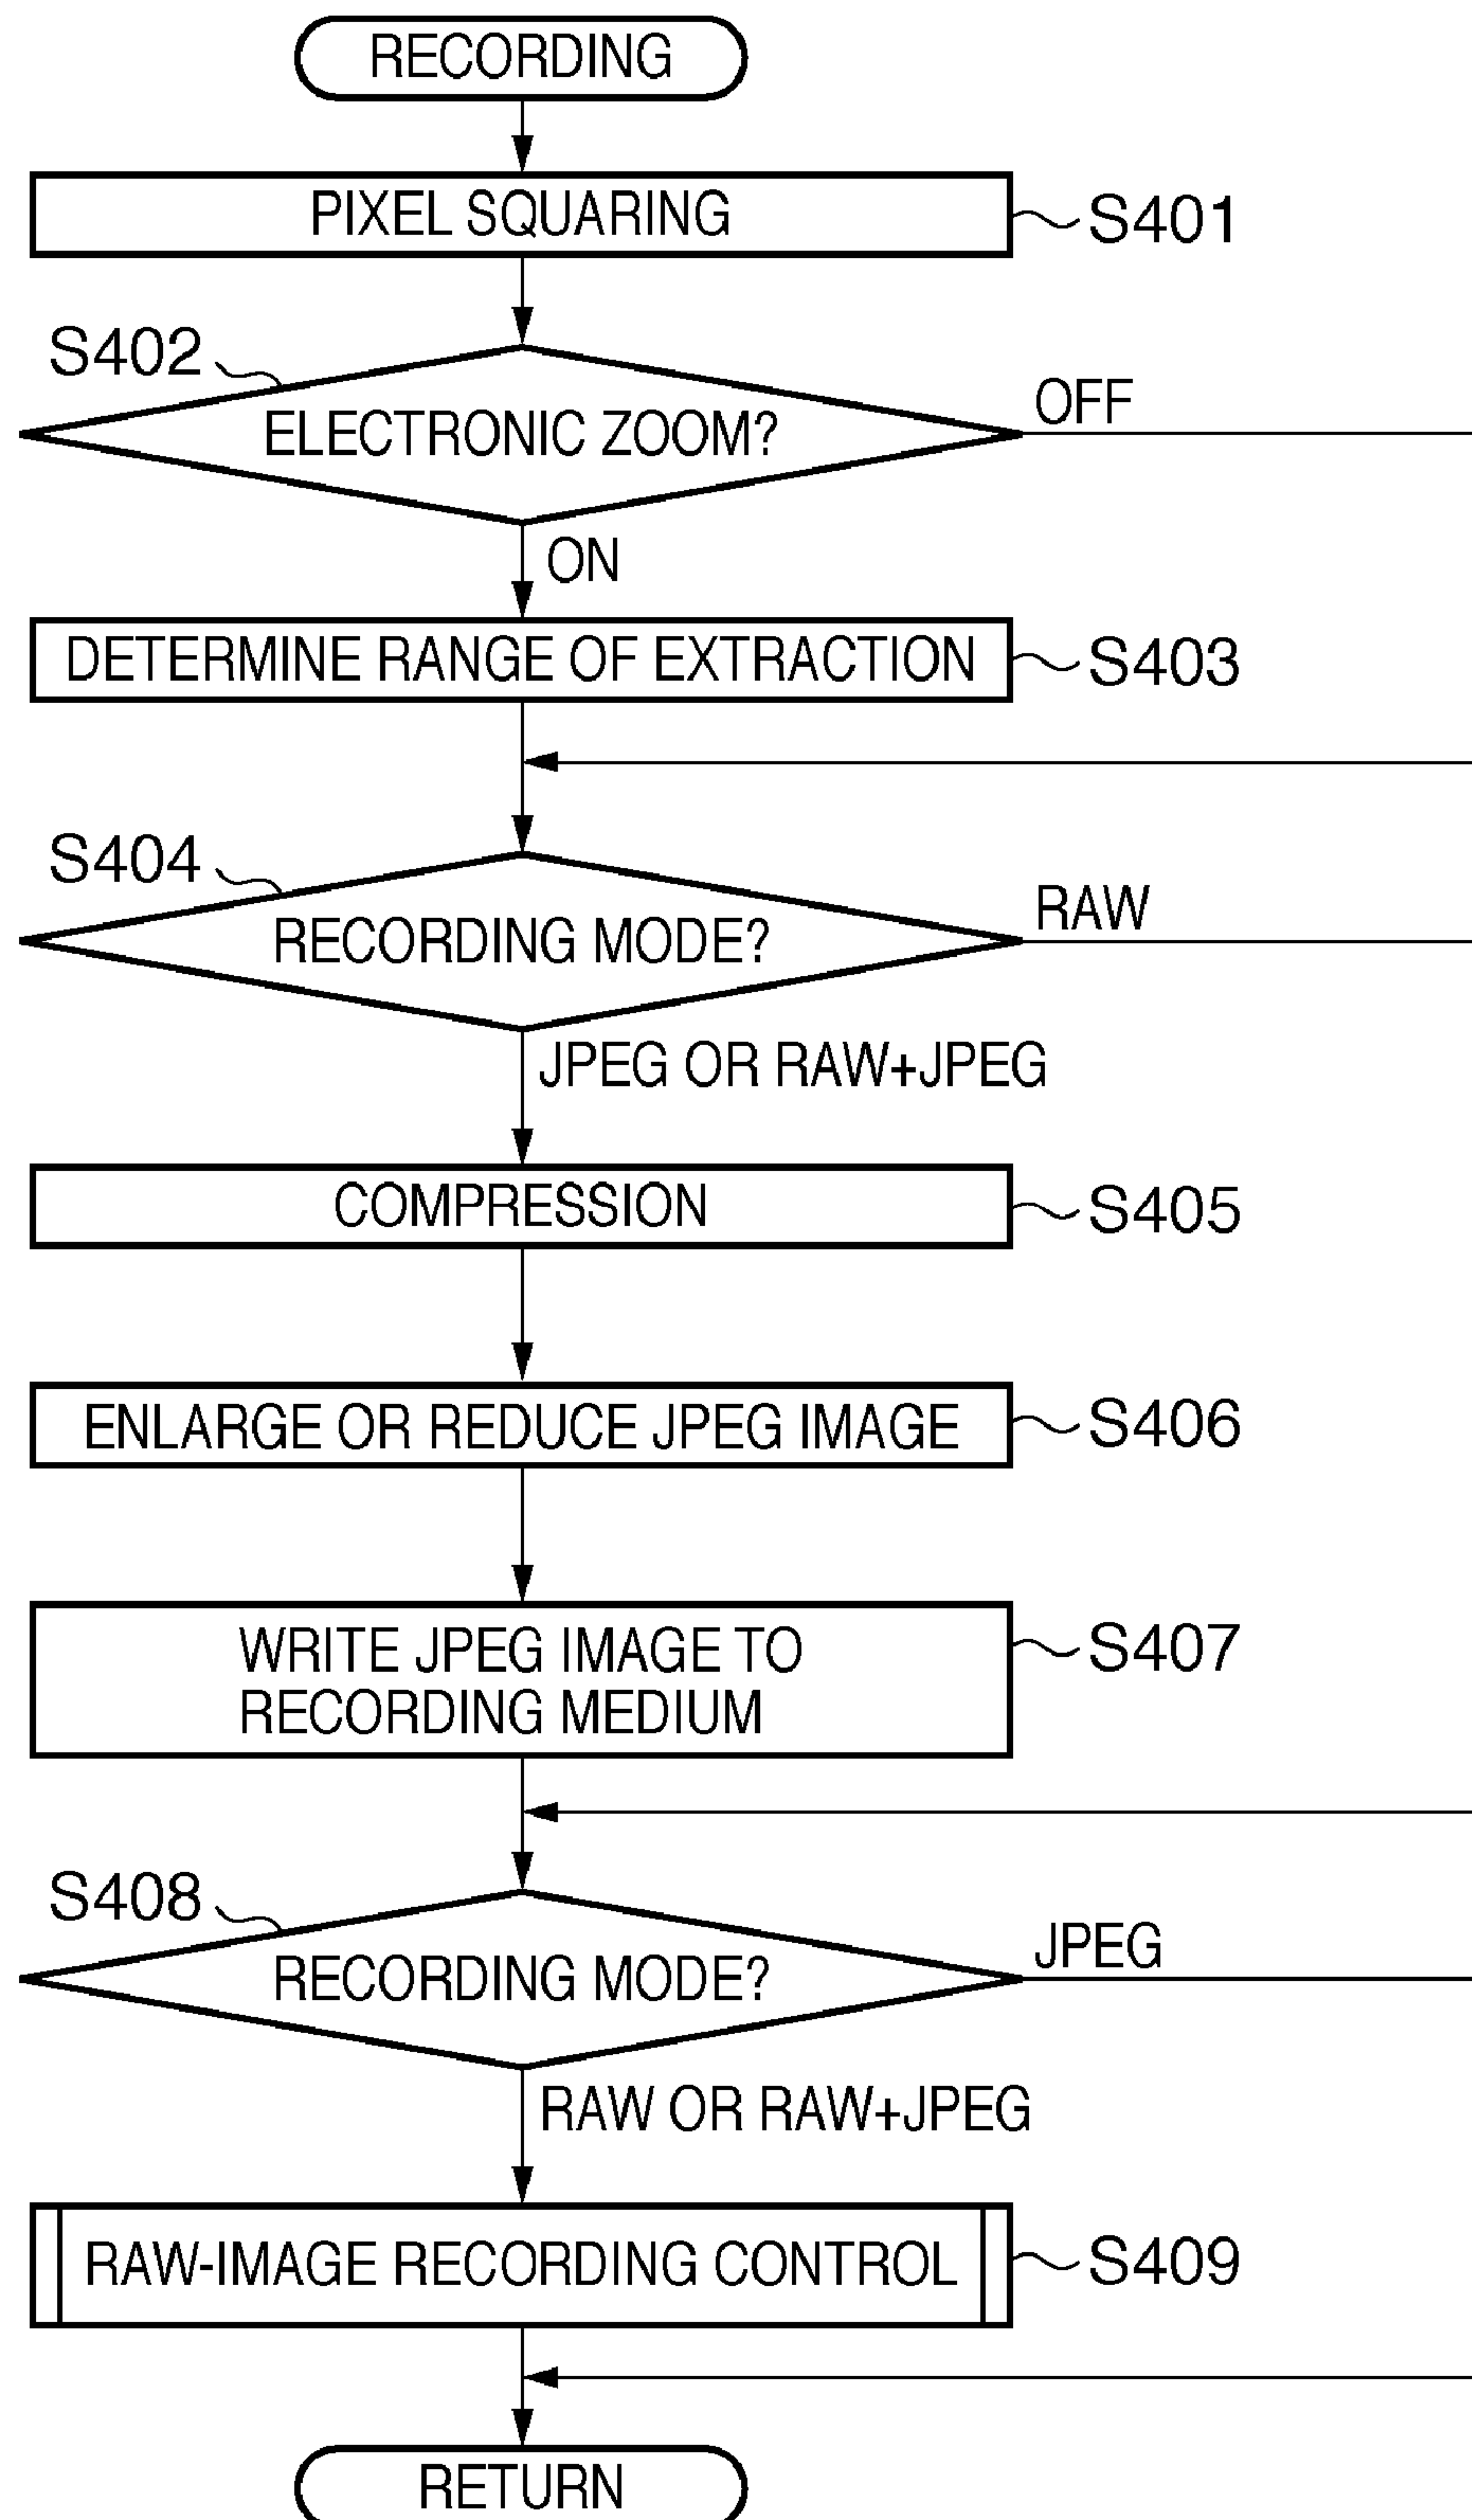 RECORDING
PIXEL SQUARING
S401
S402
ELECTRONIC ZOOM?
OFF
ON
DETERMINE RANGE OF EXTRACTION
S403
S404
RECORDING MODE?
RAW
JPEG OR RAW+JPEG
COMPRESSION
S405
ENLARGE OR REDUCE JPEG IMAGE
S406
WRITE JPEG IMAGE TO
RECORDING MEDIUM
S407
S408
RECORDING MODE?
JPEG
RAW OR RAW+JPEG
RAW-IMAGE RECORDING CONTROL
S409
RETURN